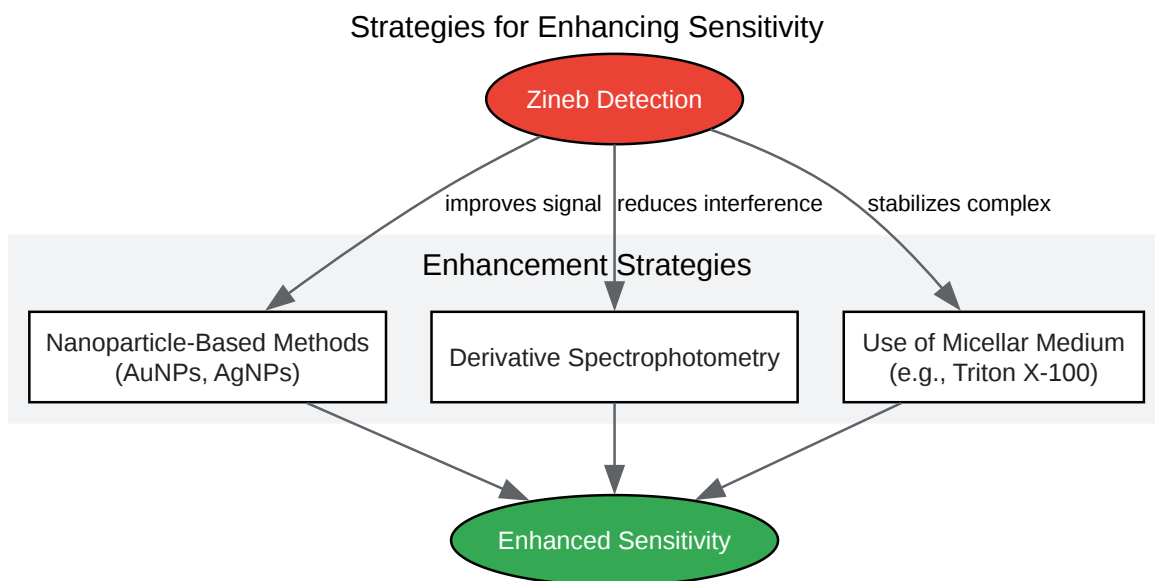 Strategies for Enhancing Sensitivity
Zineb Detection
improves signal
reduces interference
stabilizes complex
Enhancement Strategies
Nanoparticle-Based Methods
(AuNPs, AgNPs)
Derivative Spectrophotometry
Use of Micellar Medium
(e.g., Triton X-100)
Enhanced Sensitivity